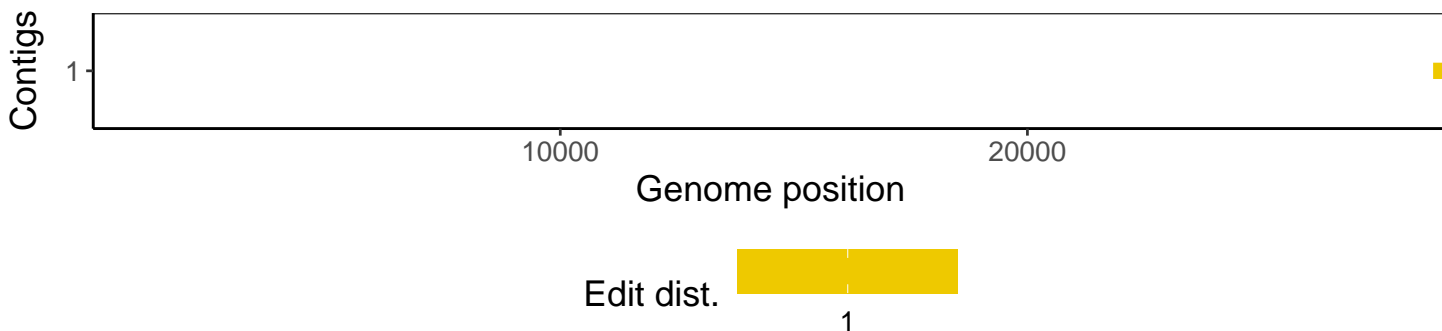 Contigs
1
10000 20000
Genome position
Edit dist.
1